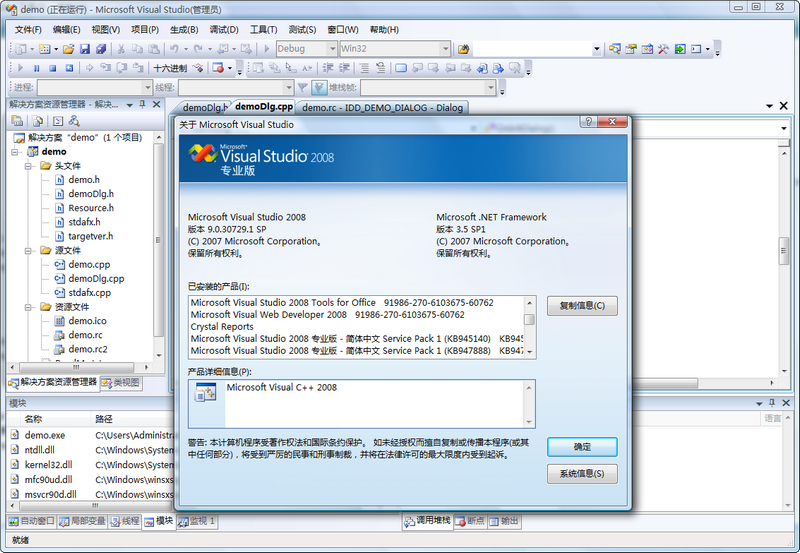 demo (正在运行) - Microsoft Visual Studio(管理员)
文件(F) 编辑(E) 视图(V) 项目(P) 生成(B) 调试(D) 工具(T) 测试(S) 窗口(W) 帮助(H)
Debug Win32
十六进制
进程: 线程: 堆栈帧:
解决方案资源管理器 - 解决...
demoDlg.h demoDlg.cpp demo.rc - IDD_DEMO_DIALOG - Dialog
解决方案 "demo" (1 个项目)
demo
头文件
demo.h
demoDlg.h
Resource.h
stdafx.h
targetver.h
源文件
demo.cpp
demoDlg.cpp
stdafx.cpp
资源文件
demo.ico
demo.rc
demo.rc2
解决方案资源管理器 类视图
关于 Microsoft Visual Studio
Microsoft
Visual Studio 2008
专业版
Microsoft Visual Studio 2008
版本 9.0.30729.1 SP
(C) 2007 Microsoft Corporation。
保留所有权利。
Microsoft .NET Framework
版本 3.5 SP1
(C) 2007 Microsoft Corporation。
保留所有权利。
已安装的产品(I):
Microsoft Visual Studio 2008 Tools for Office 91986-270-6103675-60762
Microsoft Visual Web Developer 2008 91986-270-6103675-60762
Crystal Reports
Microsoft Visual Studio 2008 专业版 - 简体中文 Service Pack 1 (KB945140) KB945
Microsoft Visual Studio 2008 专业版 - 简体中文 Service Pack 1 (KB947888) KB947
复制信息(C)
产品详细信息(P):
Microsoft Visual C++ 2008
警告: 本计算机程序受著作权法和国际条约保护。 如未经授权而擅自复制或传播本程序(或其
中任何部分)，将受到严厉的民事和刑事制裁，并将在法律许可的最大限度内受到起诉。
确定
系统信息(S)
模块
名称 路径 语言
demo.exe C:\Users\Administra
ntdll.dll C:\Windows\System
kernel32.dll C:\Windows\System
mfc90ud.dll C:\Windows\winsxs
msvcr90d.dll C:\Windows\winsxs
自动窗口 局部变量 线程 模块 监视 1
调用堆栈 断点 输出
就绪